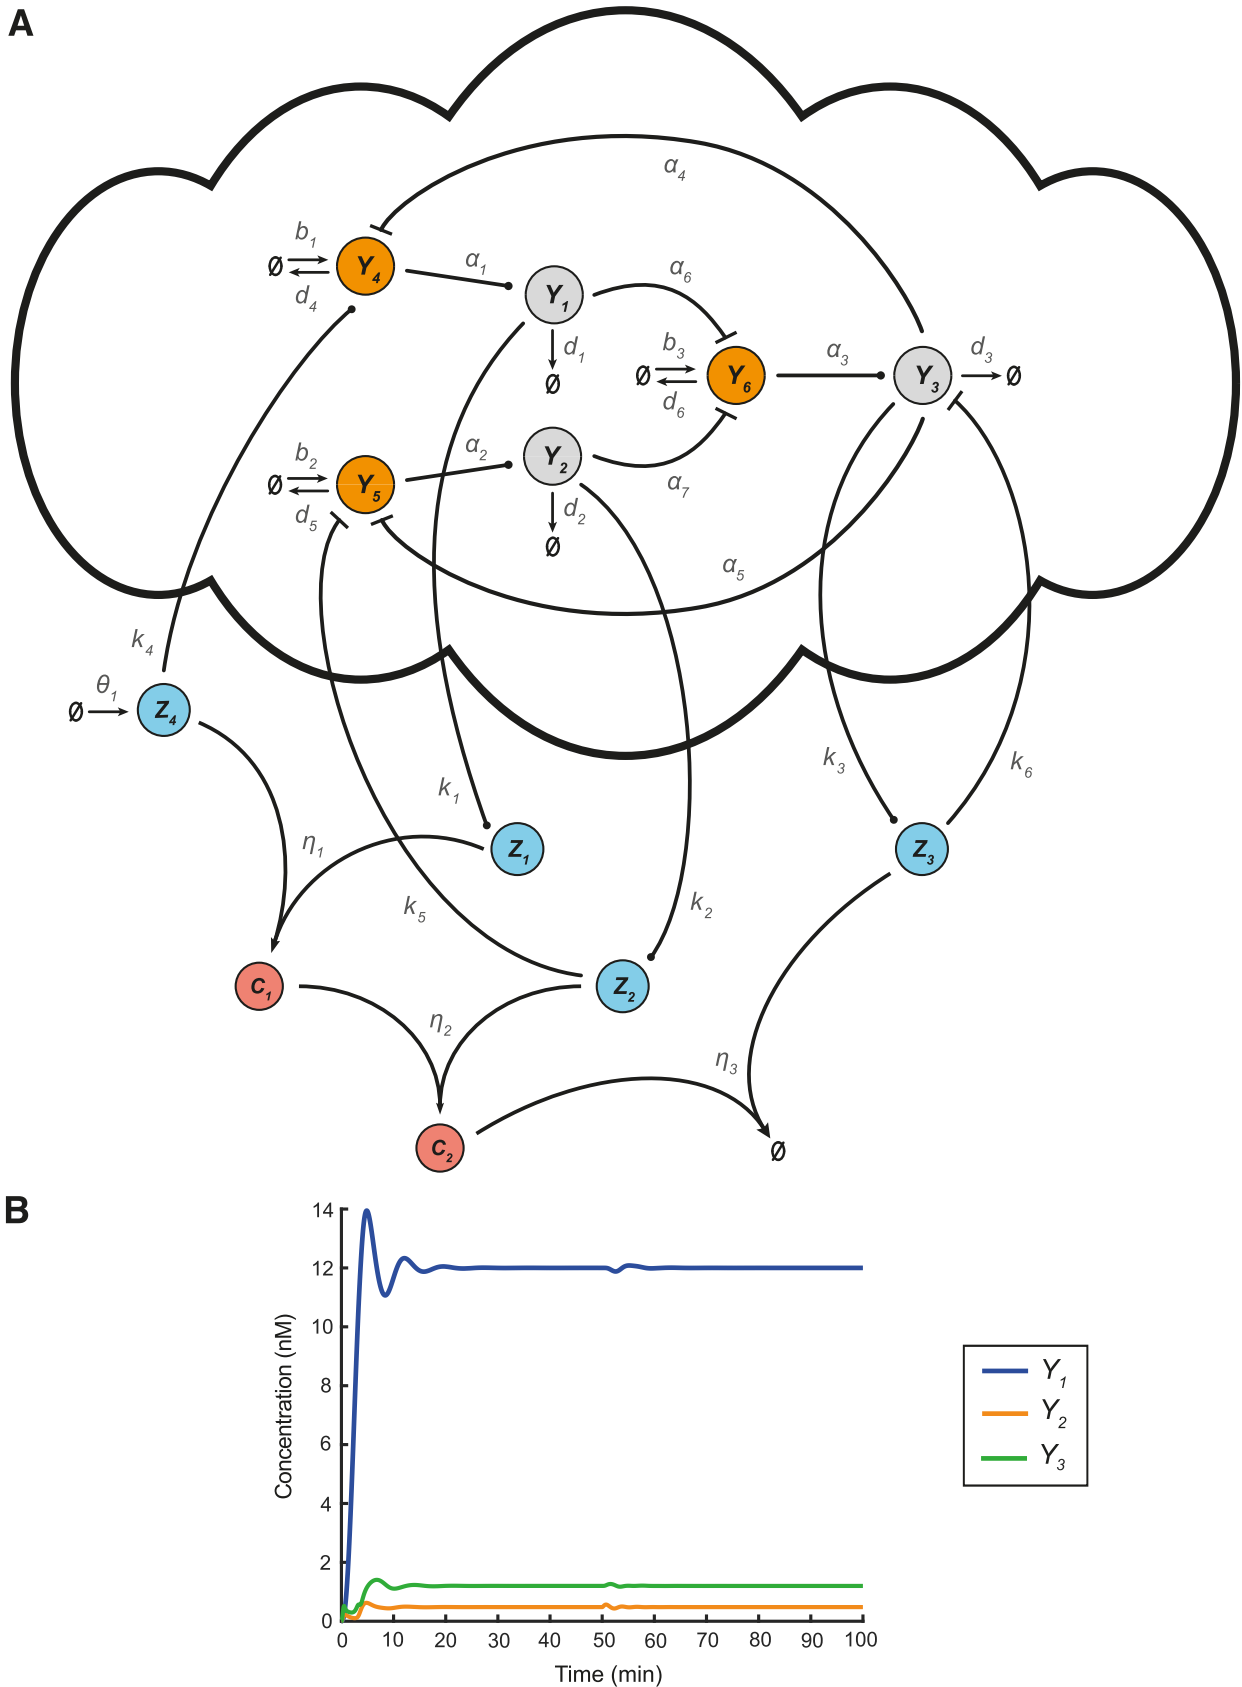 A
α4
b1
∅
Y4
d4
α1
Y1
α6
d1
∅
b3
∅
Y6
d6
α3
Y3
d3
∅
b2
∅
Y5
d5
α2
Y2
α7
d2
∅
α5
k4
θ1
∅
Z4
k1
k3
k6
η1
Z1
Z3
k5
k2
C1
Z2
η2
η3
C2
∅
B
14
12
10
8
6
4
2
0
Concentration (nM)
0 10 20 30 40 50 60 70 80 90 100
Time (min)
Y1
Y2
Y3